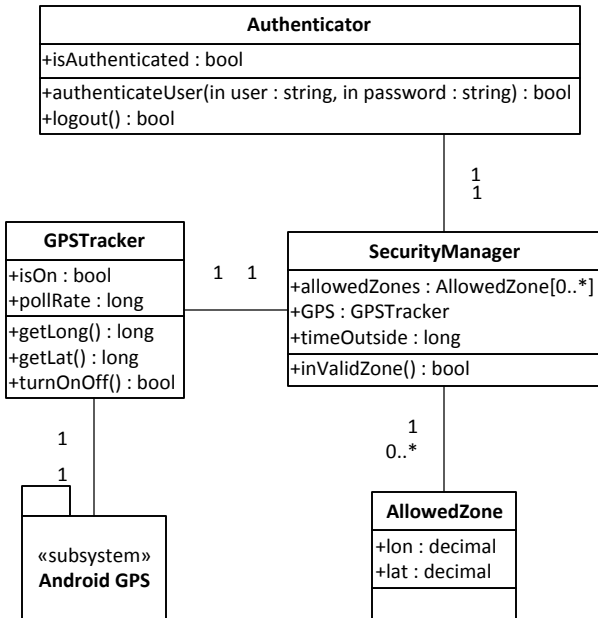 Authenticator
+isAuthenticated : bool
+authenticateUser(in user : string, in password : string) : bool
+logout() : bool
1
1
GPSTracker
+isOn : bool
+pollRate : long
+getLong() : long
+getLat() : long
+turnOnOff() : bool
1 1
SecurityManager
+allowedZones : AllowedZone[0..*]
+GPS : GPSTracker
+timeOutside : long
+inValidZone() : bool
1
1
1
0..*
«subsystem»
Android GPS
AllowedZone
+lon : decimal
+lat : decimal